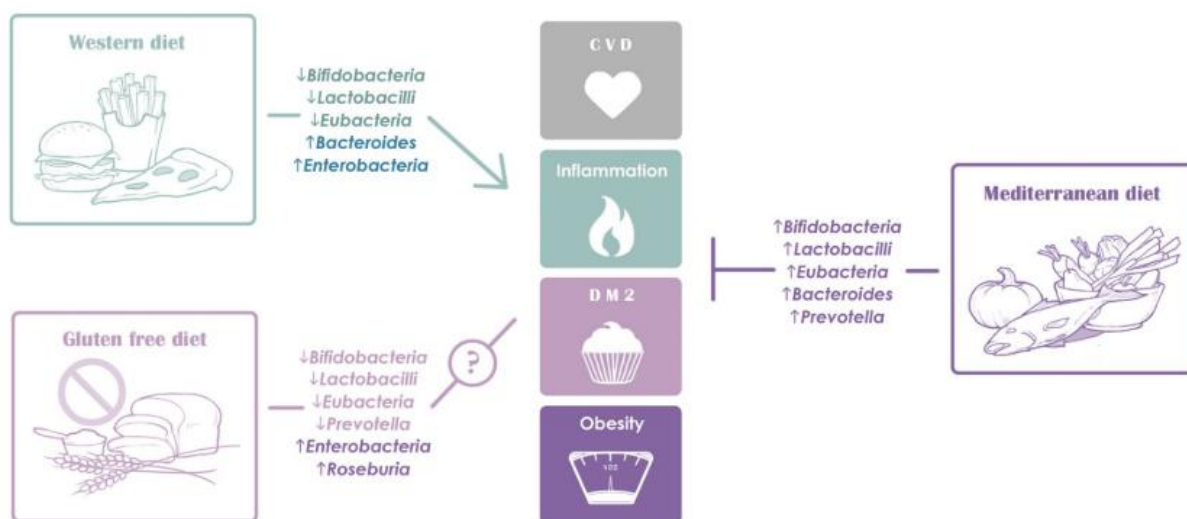 Western diet
↓Bifidobacteria
↓Lactobacilli
↓Eubacteria
↑Bacteroides
↑Enterobacteria
Gluten free diet
↓Bifidobacteria
↓Lactobacilli
↓Eubacteria
↓Prevotella
↑Enterobacteria
↑Roseburia
?
CVD
Inflammation
DM2
Obesity
↑Bifidobacteria
↑Lactobacilli
↑Eubacteria
↑Bacteroides
↑Prevotella
Mediterranean diet